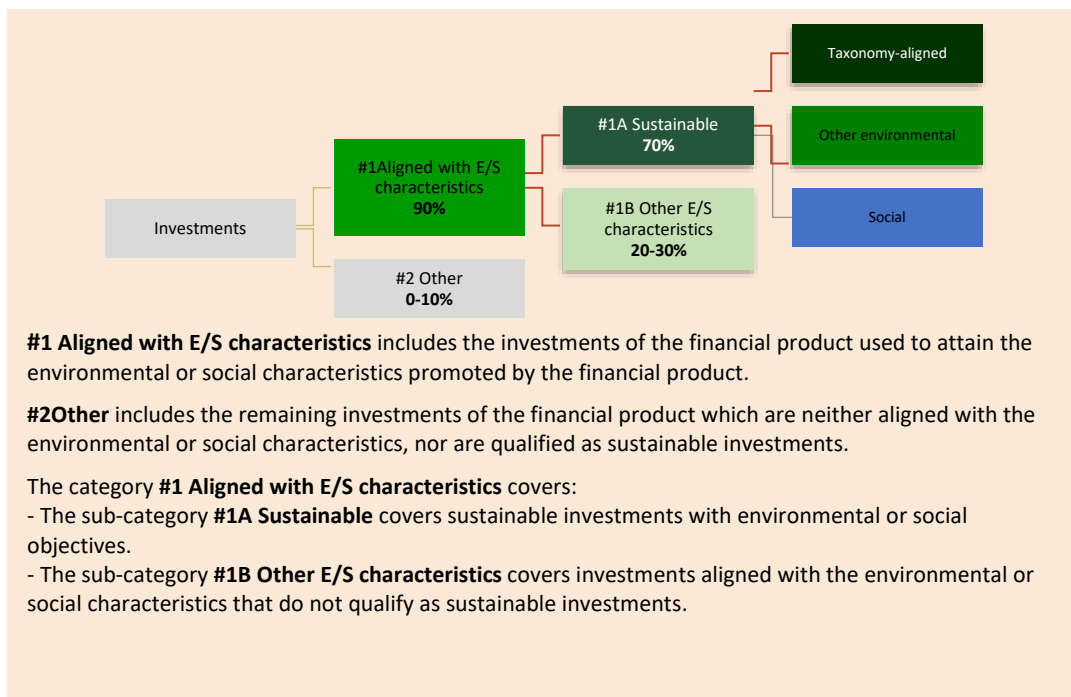 Taxonomy-aligned
#1A Sustainable
70%
Other environmental
#1Aligned with E/S
characteristics
90%
#1B Other E/S
characteristics
20-30%
Social
Investments
#2 Other
0-10%
#1 Aligned with E/S characteristics includes the investments of the financial product used to attain the
environmental or social characteristics promoted by the financial product.
#2Other includes the remaining investments of the financial product which are neither aligned with the
environmental or social characteristics, nor are qualified as sustainable investments.
The category #1 Aligned with E/S characteristics covers:
- The sub-category #1A Sustainable covers sustainable investments with environmental or social
objectives.
- The sub-category #1B Other E/S characteristics covers investments aligned with the environmental or
social characteristics that do not qualify as sustainable investments.